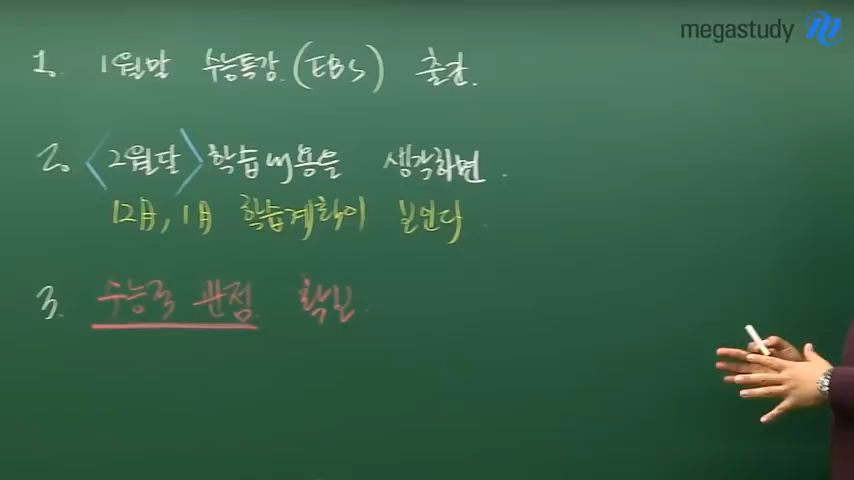 megastudy
1. 1월말 수능특강. (EBS) 출간.
2. <2월달> 학습내용을 생각하면.
12月, 1月 학습계획이 보인다.
3. 수능적 관점. 확인.